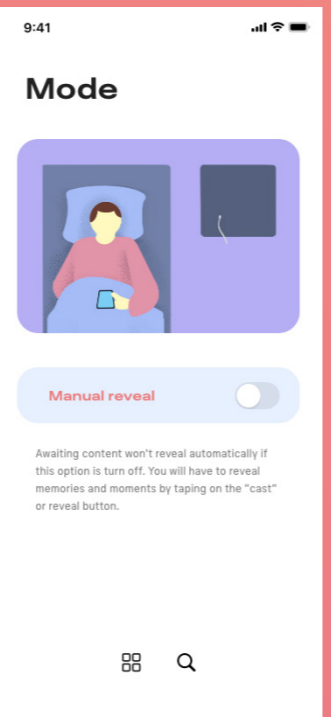 9:41
Mode
Manual reveal
Awaiting content won't reveal automatically if
this option is turn off. You will have to reveal
memories and moments by taping on the "cast"
or reveal button.